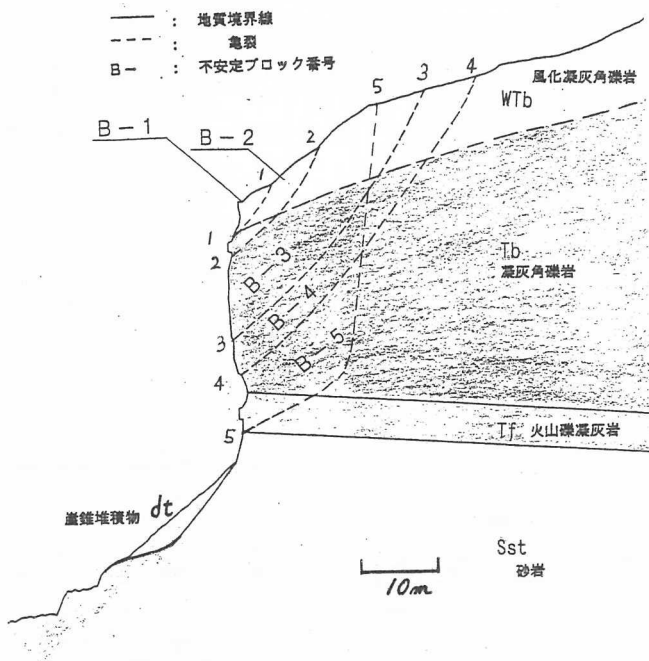 ―― : 地質境界線
--- : 亀裂
B- : 不安定ブロック番号
5 3 4
風化凝灰角礫岩
WTb
B-1
B-2
2
1
1
2
B-3
Tb
凝灰角礫岩
B-4
B-5
3
4
Tf 火山礫凝灰岩
5
崖錐堆積物 dt
Sst
砂岩
10m